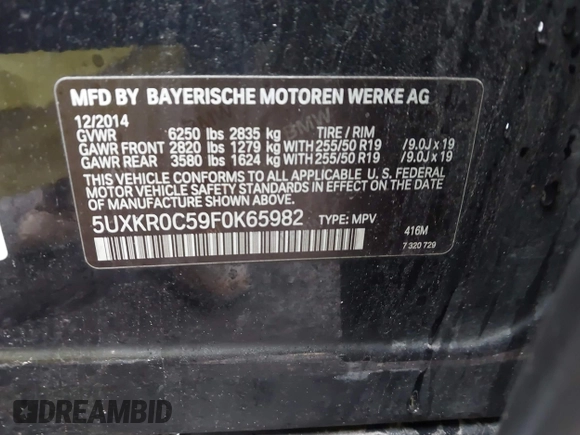 MFD BY BAYERISCHE MOTOREN WERKE AG
12/2014
GVWR 6250 lbs 2835 kg TIRE / RIM
GAWR FRONT 2820 lbs 1279 kg WITH 255/50 R19 /9.0J x 19
GAWR REAR 3580 lbs 1624 kg WITH 255/50 R19 /9.0J x 19
THIS VEHICLE CONFORMS TO ALL APPLICABLE U.S. FEDERAL
MOTOR VEHICLE SAFETY STANDARDS IN EFFECT ON THE DATE
OF MANUFACTURE SHOWN ABOVE.
5UXKR0C59F0K65982 TYPE: MPV
416M
7 320 729
DREAMBID